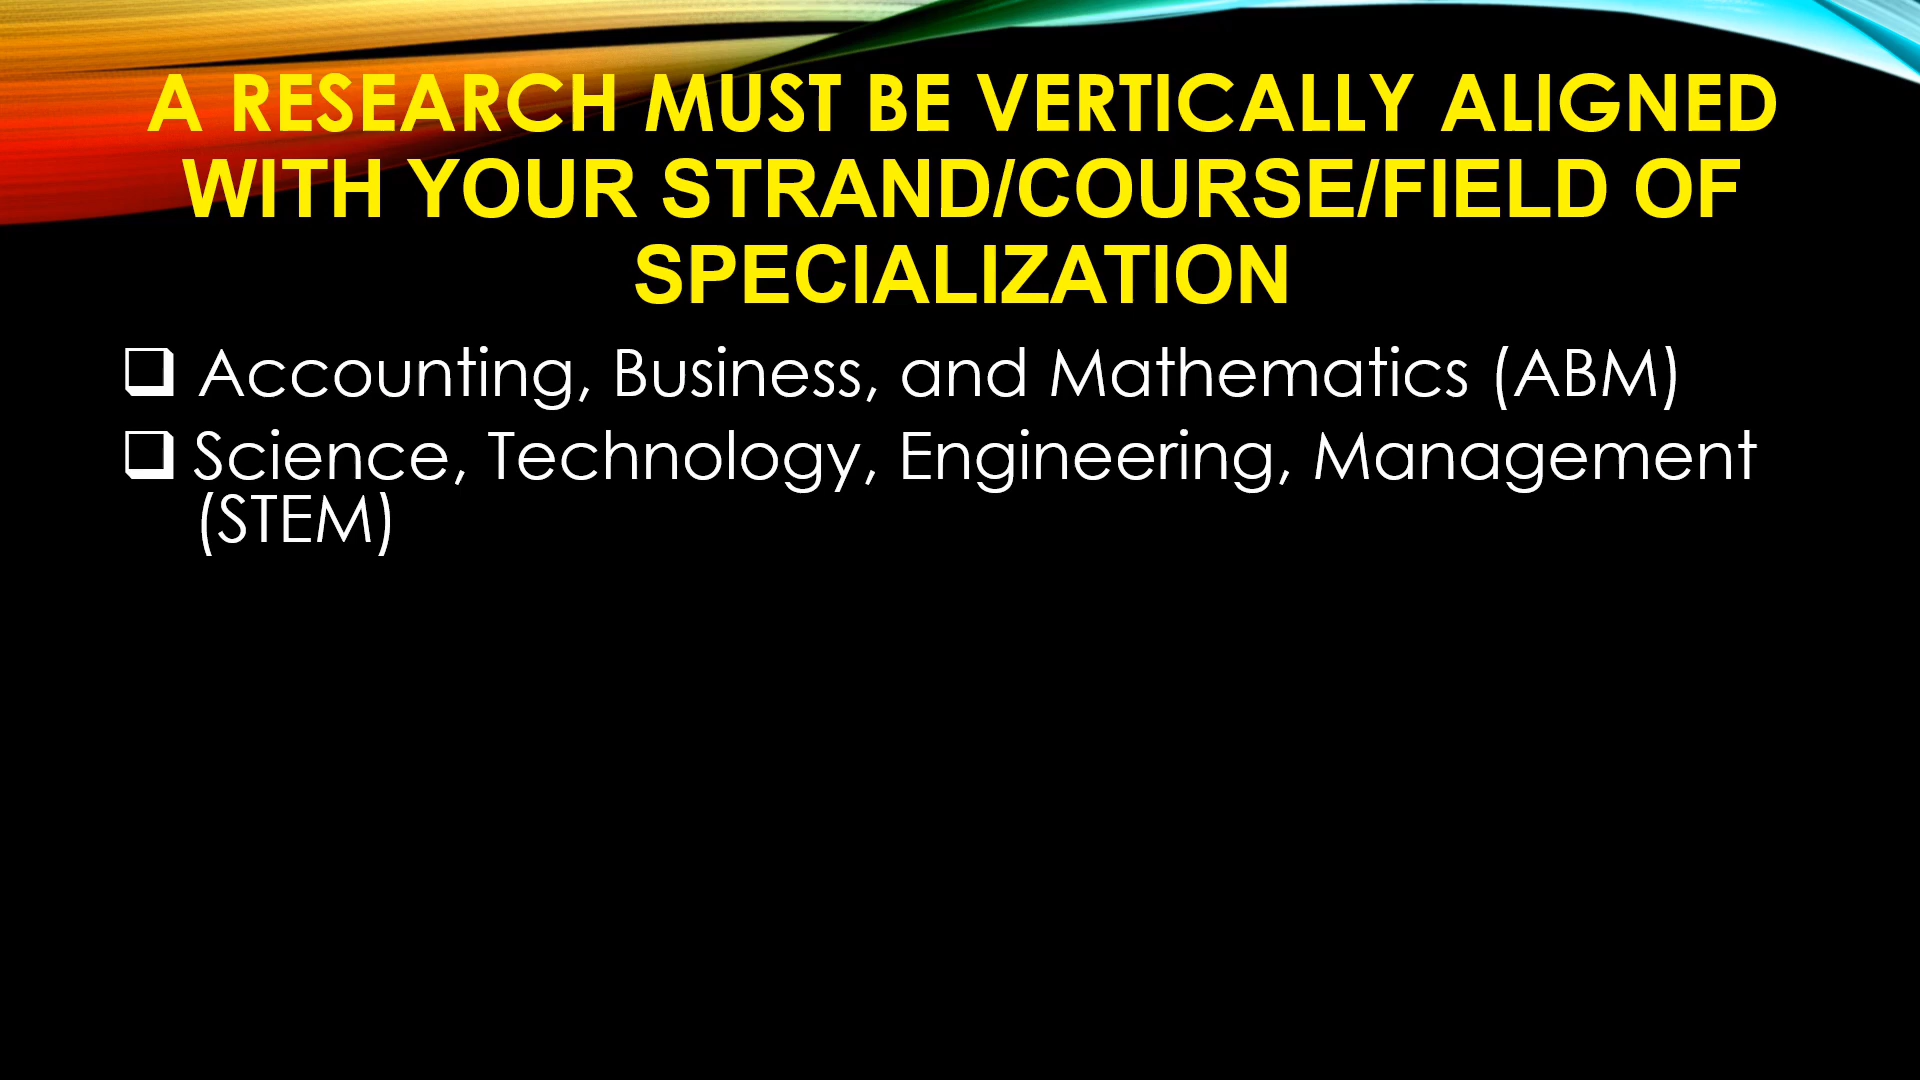 A RESEARCH MUST BE VERTICALLY ALIGNED
WITH YOUR STRAND/COURSE/FIELD OF
SPECIALIZATION
❑ Accounting, Business, and Mathematics (ABM)
❑ Science, Technology, Engineering, Management
(STEM)